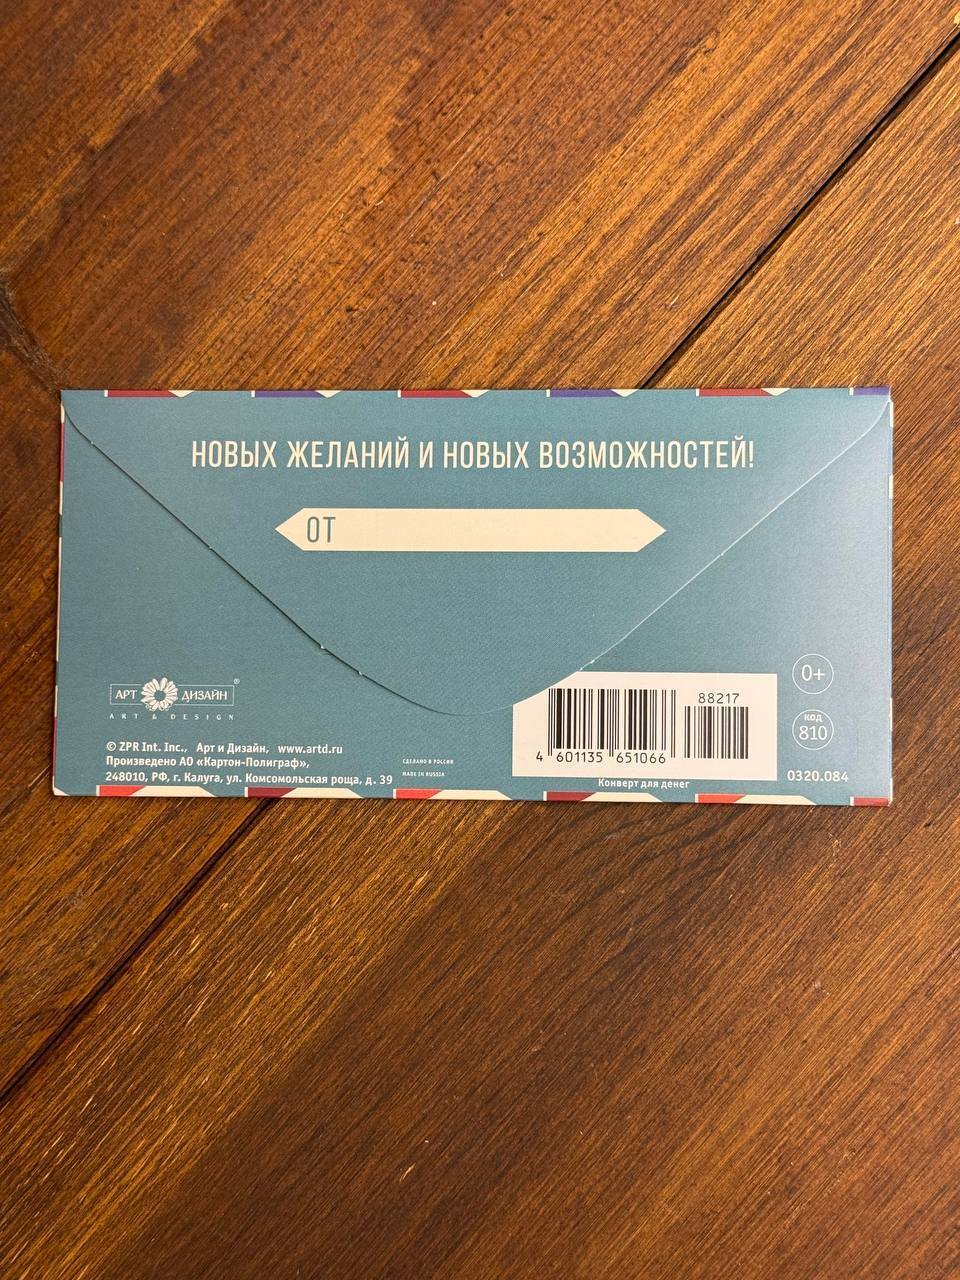 НОВЫХ ЖЕЛАНИЙ И НОВЫХ ВОЗМОЖНОСТЕЙ!
ОТ
АРТ ДИЗАЙН®
ART & DESIGN
© ZPR Int. Inc., Арт и Дизайн, www.artd.ru
Произведено АО «Картон-Полиграф»,
248010, РФ, г. Калуга, ул. Комсомольская роща, д. 39
СДЕЛАНО В РОССИИ
MADE IN RUSSIA
88217
4 601135 651066
Конверт для денег
0+
код
810
0320.084